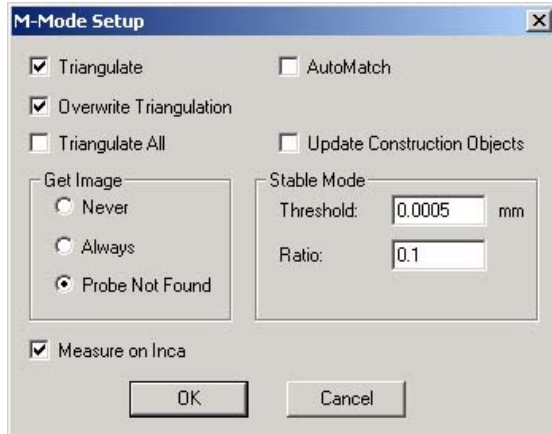 M-Mode Setup
Triangulate
AutoMatch
Overwrite Triangulation
Triangulate All
Update Construction Objects
Get Image
Never
Always
Probe Not Found
Stable Mode
Threshold: 0.0005 mm
Ratio: 0.1
Measure on Inca
OK
Cancel